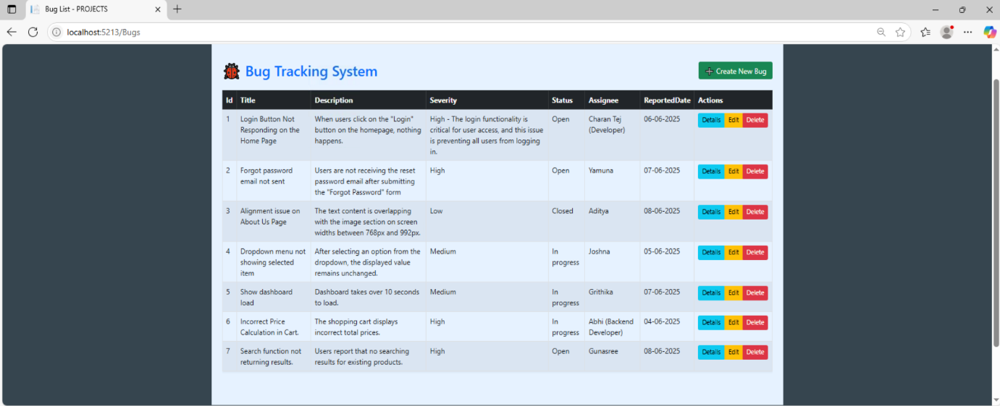 Bug List - PROJECTS
localhost:5213/Bugs
Bug Tracking System
Create New Bug
Id Title Description Severity Status Assignee ReportedDate Actions
1 Login Button Not When users click on the "Login" High - The login functionality is Open Charan Tej 06-06-2025 Details Edit Delete
Responding on the button on the homepage, nothing critical for user access, and this issue (Developer)
Home Page happens. is preventing all users from logging
in.
2 Forgot password Users are not receiving the reset High Open Yamuna 07-06-2025 Details Edit Delete
email not sent password email after submitting
the "Forgot Password" form
3 Alignment issue on The text content is overlapping Low Closed Aditya 08-06-2025 Details Edit Delete
About Us Page with the image section on screen
widths between 768px and 992px.
4 Dropdown menu not After selecting an option from the Medium In Joshna 05-06-2025 Details Edit Delete
showing selected dropdown, the displayed value progress
item remains unchanged.
5 Show dashboard Dashboard takes over 10 seconds Medium In Grithika 07-06-2025 Details Edit Delete
load to load. progress
6 Incorrect Price The shopping cart displays High In Abhi (Backend 04-06-2025 Details Edit Delete
Calculation in Cart. incorrect total prices. progress Developer)
7 Search function not Users report that no searching High Open Gunasree 08-06-2025 Details Edit Delete
returning results. results for existing products.